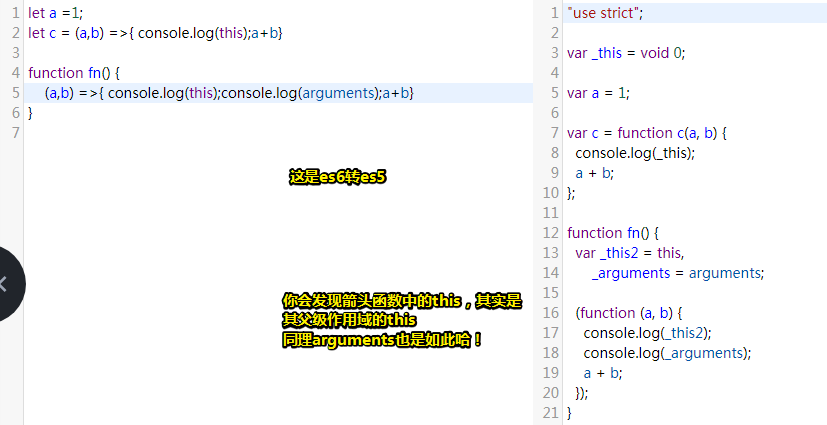 1 let a =1;
2 let c = (a,b) =>{ console.log(this);a+b}
3
4 function fn() {
5     (a,b) =>{ console.log(this);console.log(arguments);a+b}
6 }
7
这是es6转es5
你会发现箭头函数中的this，其实是
其父级作用域的this
同理arguments也是如此哈！
1 "use strict";
2
3 var _this = void 0;
4
5 var a = 1;
6
7 var c = function c(a, b) {
8   console.log(_this);
9   a + b;
10 };
11
12 function fn() {
13   var _this2 = this,
14       _arguments = arguments;
15
16   (function (a, b) {
17     console.log(_this2);
18     console.log(_arguments);
19     a + b;
20   });
21 }